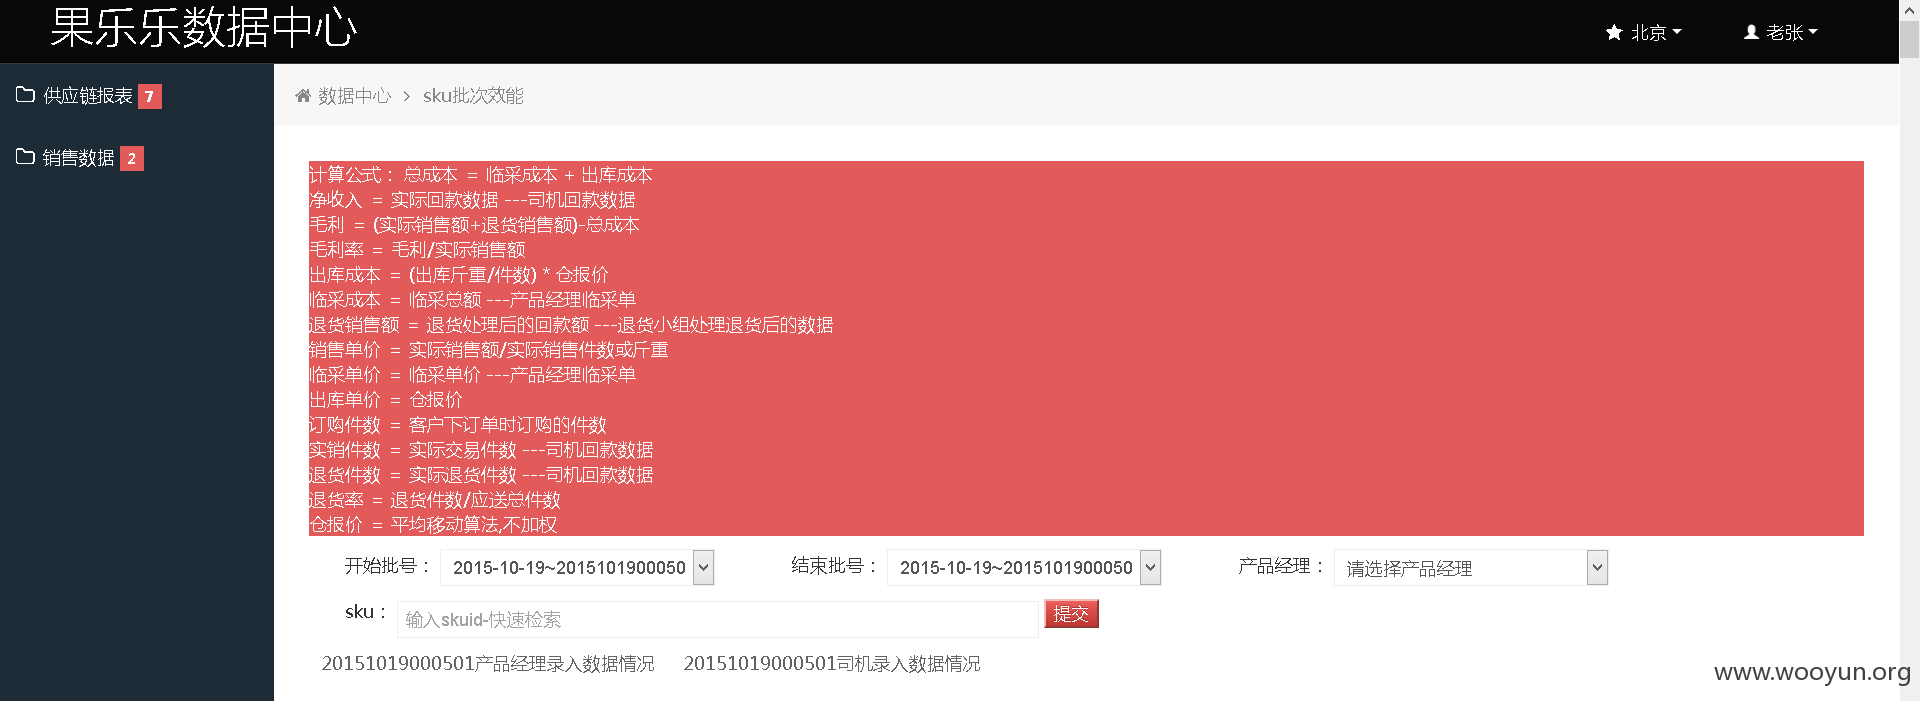 果乐乐数据中心
北京
老张
供应链报表 7
销售数据 2
数据中心 > sku批次效能
计算公式：总成本 = 临采成本 + 出库成本
净收入 = 实际回款数据 ---司机回款数据
毛利 = (实际销售额+退货销售额)-总成本
毛利率 = 毛利/实际销售额
出库成本 = (出库斤重/件数) * 仓报价
临采成本 = 临采总额 ---产品经理临采单
退货销售额 = 退货处理后的回款额 ---退货小组处理退货后的数据
销售单价 = 实际销售额/实际销售件数或斤重
临采单价 = 临采单价 ---产品经理临采单
出库单价 = 仓报价
订购件数 = 客户下订单时订购的件数
实销件数 = 实际交易件数 ---司机回款数据
退货件数 = 实际退货件数 ---司机回款数据
退货率 = 退货件数/应送总件数
仓报价 = 平均移动算法,不加权
开始批号： 2015-10-19~2015101900050 结束批号： 2015-10-19~2015101900050 产品经理： 请选择产品经理
sku： 输入skuid-快速检索 提交
20151019000501产品经理录入数据情况 20151019000501司机录入数据情况
www.wooyun.org